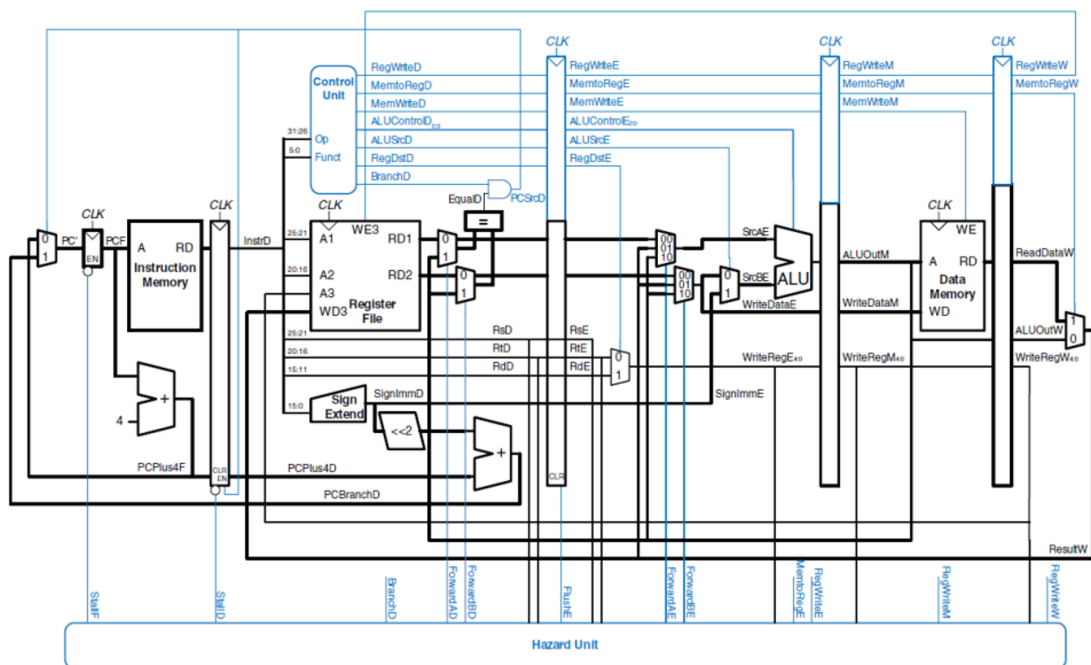 CLK CLK CLK
Control Unit
RegWriteD RegWriteE RegWriteM RegWriteW
MemtoRegD MemtoRegE MemtoRegM MemtoRegW
MemWriteD MemWriteE MemWriteM
ALUControlD2:0 ALUControlE2:0
31:26 Op ALUSrcD ALUSrcE
5:0 Funct RegDstD RegDstE
BranchD
EqualD PCSrcD
CLK CLK CLK = CLK
0 1 PC' EN PCF A RD Instruction Memory InstrD
25:21 A1 WE3 RD1 0 1 00 01 10 SrcAE
20:16 A2 RD2 0 1 00 01 10 0 1 SrcBE ALU ALUOutM
A3 Register File
WD3 WriteDataE WriteDataM
WE A RD Data Memory WD ReadDataW
ALUOutW 1 0
25:21 RsD RsE
20:16 RtD RtE 0
15:11 RdD RdE 1
WriteRegE4:0 WriteRegM4:0 WriteRegW4:0
15:0 Sign Extend SignImmD SignImmE
+ 4
<<2 +
PCPlus4F CLR EN PCPlus4D CLR
PCBranchD
ResultW
StallF StallD BranchD ForwardAD ForwardBD FlushE ForwardAE ForwardBE MemtoRegE RegWriteE RegWriteM RegWriteW
Hazard Unit